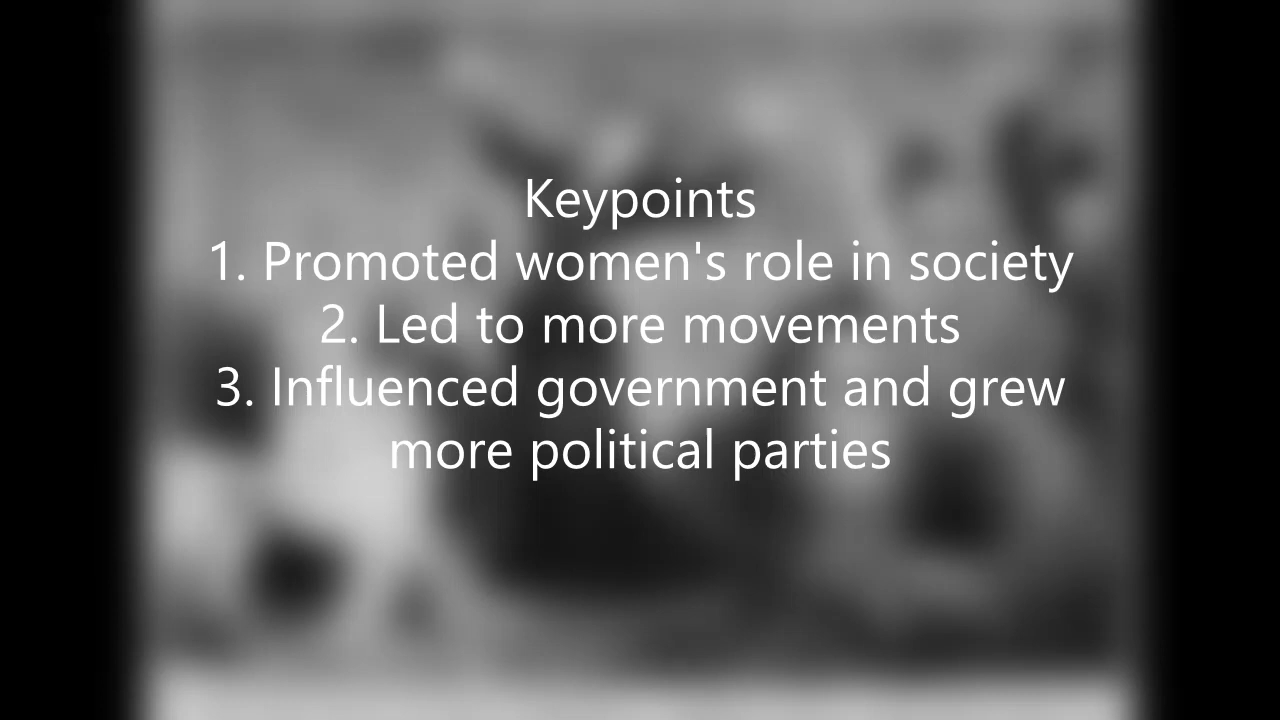 Keypoints
1. Promoted women's role in society
2. Led to more movements
3. Influenced government and grew
more political parties